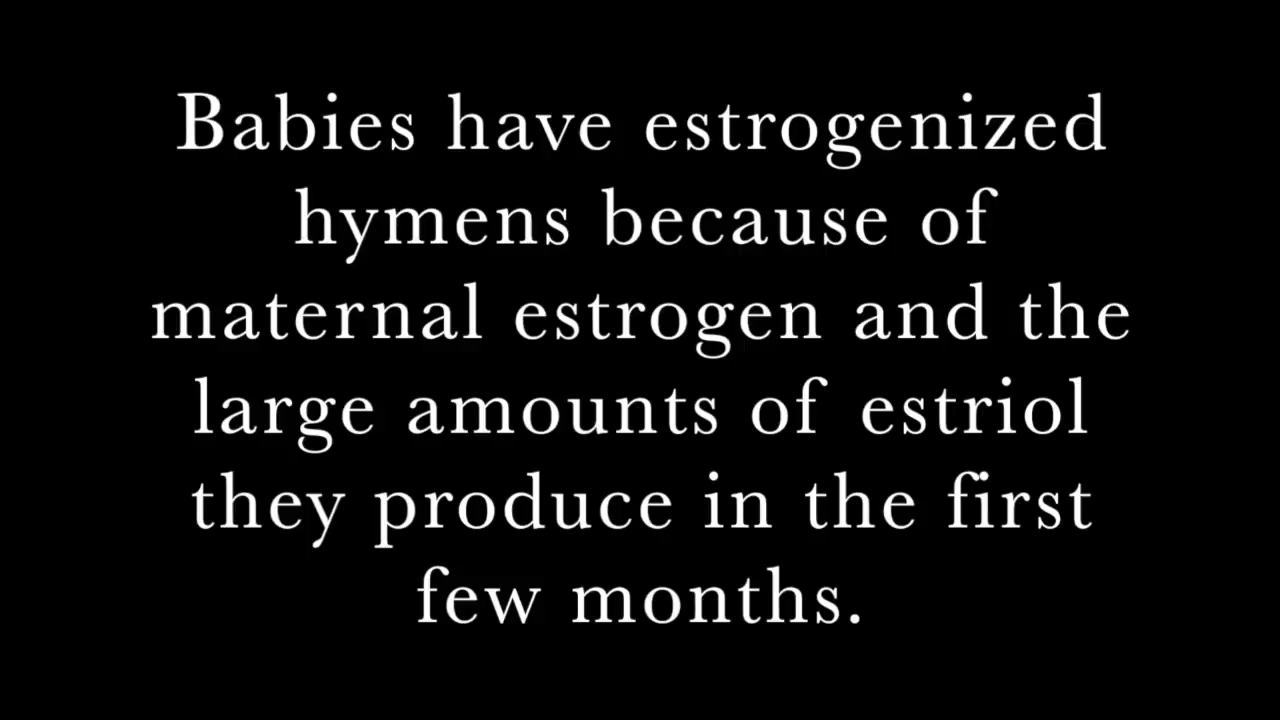 Babies have estrogenized
hymens because of
maternal estrogen and the
large amounts of estriol
they produce in the first
few months.